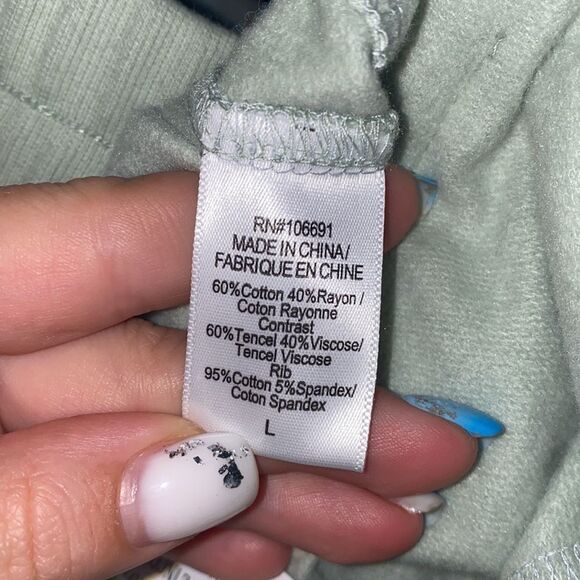 RN#106691
MADE IN CHINA/
FABRIQUE EN CHINE
60%Cotton 40%Rayon/
Coton Rayonne
Contrast
60%Tencel 40%Viscose/
Tencel Viscose
Rib
95%Cotton 5%Spandex/
Coton Spandex
L